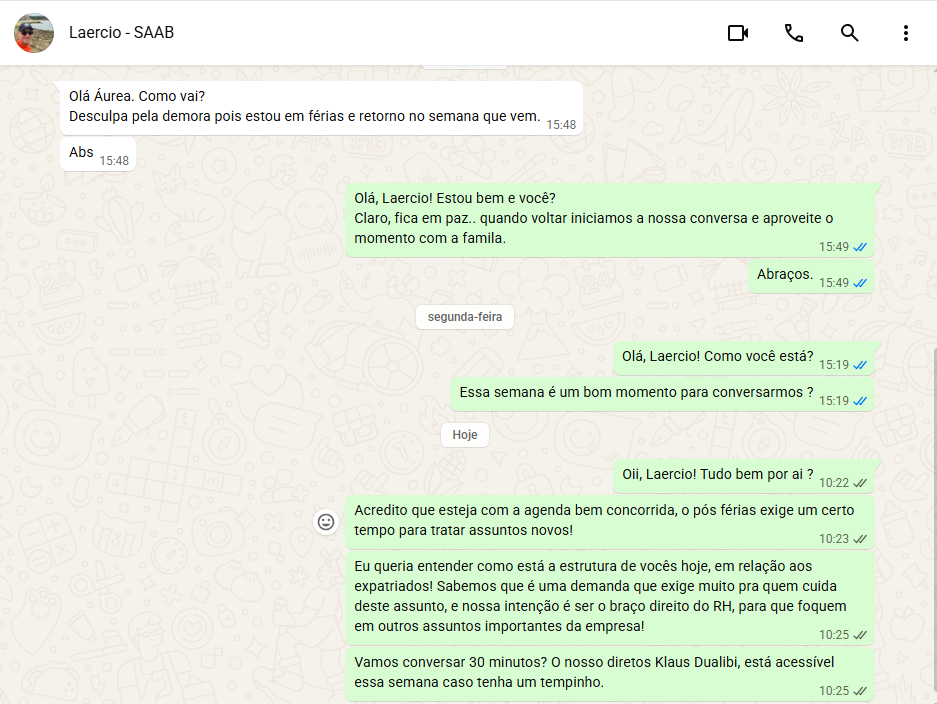 Laercio - SAAB
Olá Áurea. Como vai?
Desculpa pela demora pois estou em férias e retorno no semana que vem. 15:48
Abs 15:48
Olá, Laercio! Estou bem e você?
Claro, fica em paz.. quando voltar iniciamos a nossa conversa e aproveite o
momento com a famila. 15:49
Abraços. 15:49
segunda-feira
Olá, Laercio! Como você está? 15:19
Essa semana é um bom momento para conversarmos ? 15:19
Hoje
Oii, Laercio! Tudo bem por ai ? 10:22
Acredito que esteja com a agenda bem concorrida, o pós férias exige um certo
tempo para tratar assuntos novos! 10:23
Eu queria entender como está a estrutura de vocês hoje, em relação aos
expatriados! Sabemos que é uma demanda que exige muito pra quem cuida
deste assunto, e nossa intenção é ser o braço direito do RH, para que foquem
em outros assuntos importantes da empresa! 10:25
Vamos conversar 30 minutos? O nosso diretos Klaus Dualibi, está acessível
essa semana caso tenha um tempinho. 10:25